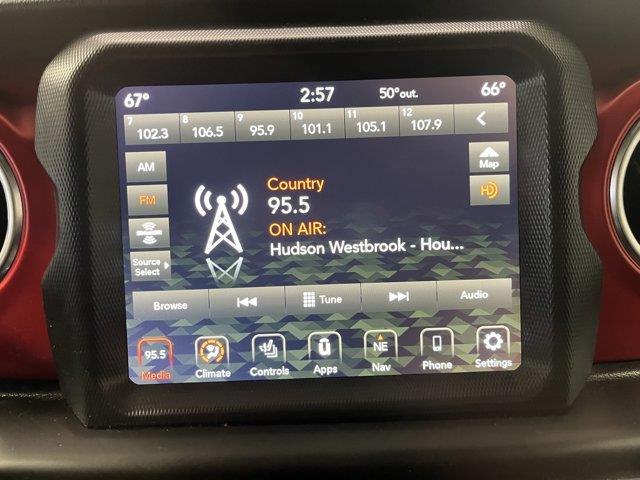 67° 2:57 50°out. 66°
7 102.3 8 106.5 9 95.9 10 101.1 11 105.1 12 107.9
AM
Map
FM
HD
Country
95.5
ON AIR:
Hudson Westbrook - Hou...
Source
Select
Browse Tune Audio
95.5 NE
Media Climate Controls Apps Nav Phone Settings